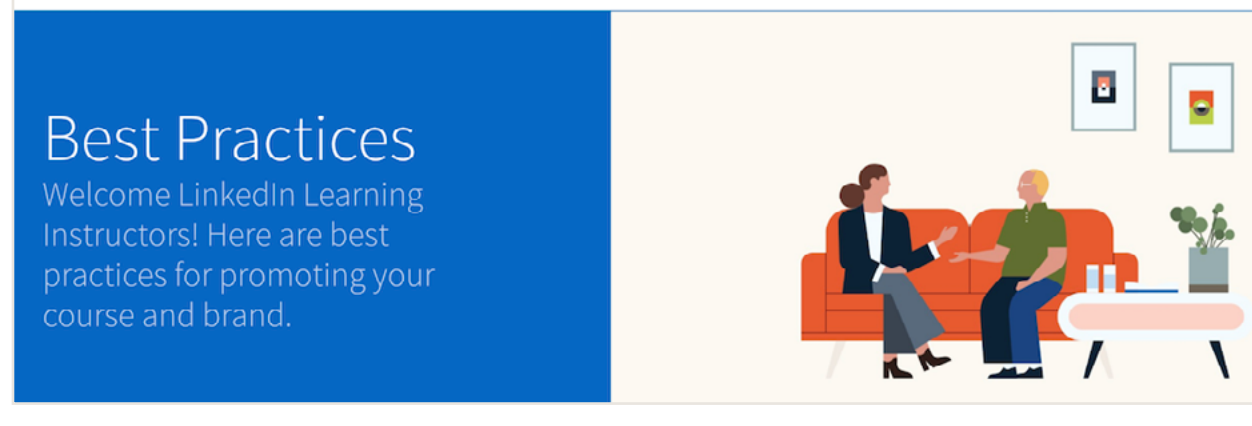 Best Practices
Welcome LinkedIn Learning
Instructors! Here are best
practices for promoting your
course and brand.